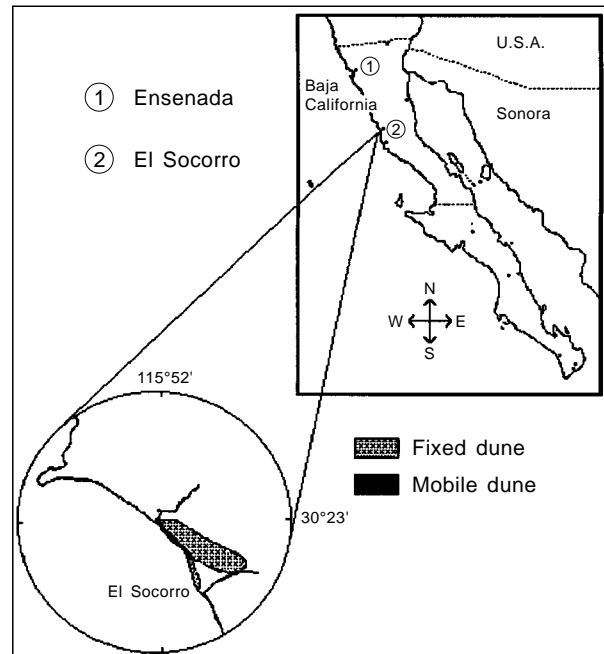 ① Ensenada
② El Socorro
U.S.A.
①
Baja
California
Sonora
②
N
W E
S
115°52'
Fixed dune
Mobile dune
30°23'
El Socorro